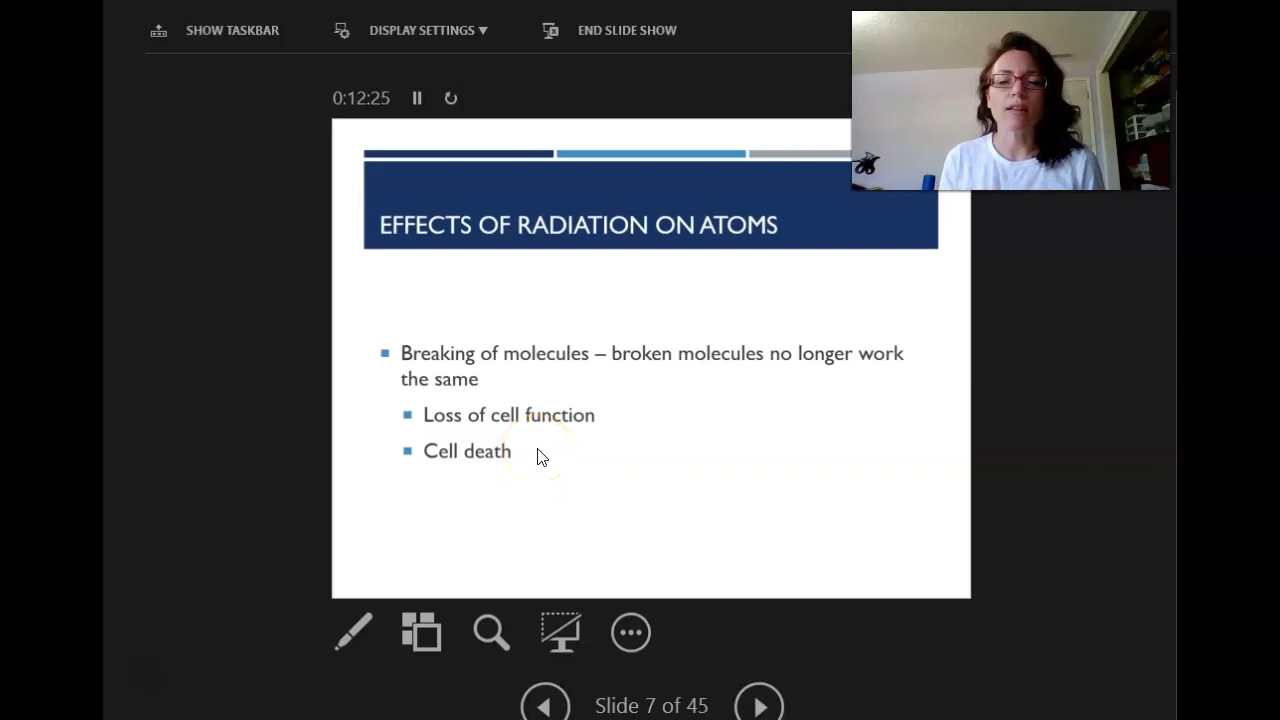 SHOW TASKBAR
DISPLAY SETTINGS ▼
END SLIDE SHOW
0:12:25
EFFECTS OF RADIATION ON ATOMS
Breaking of molecules – broken molecules no longer work
the same
Loss of cell function
Cell death
Slide 7 of 45